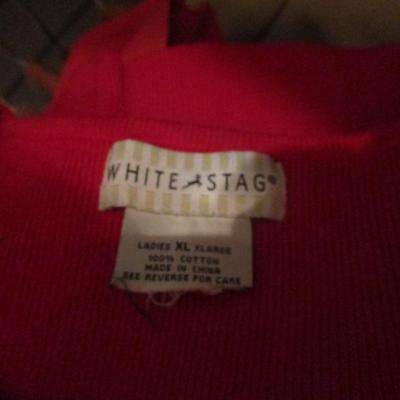 WHITE STAG®
LADIES XL XLARGE
100% COTTON
MADE IN CHINA
SEE REVERSE FOR CARE